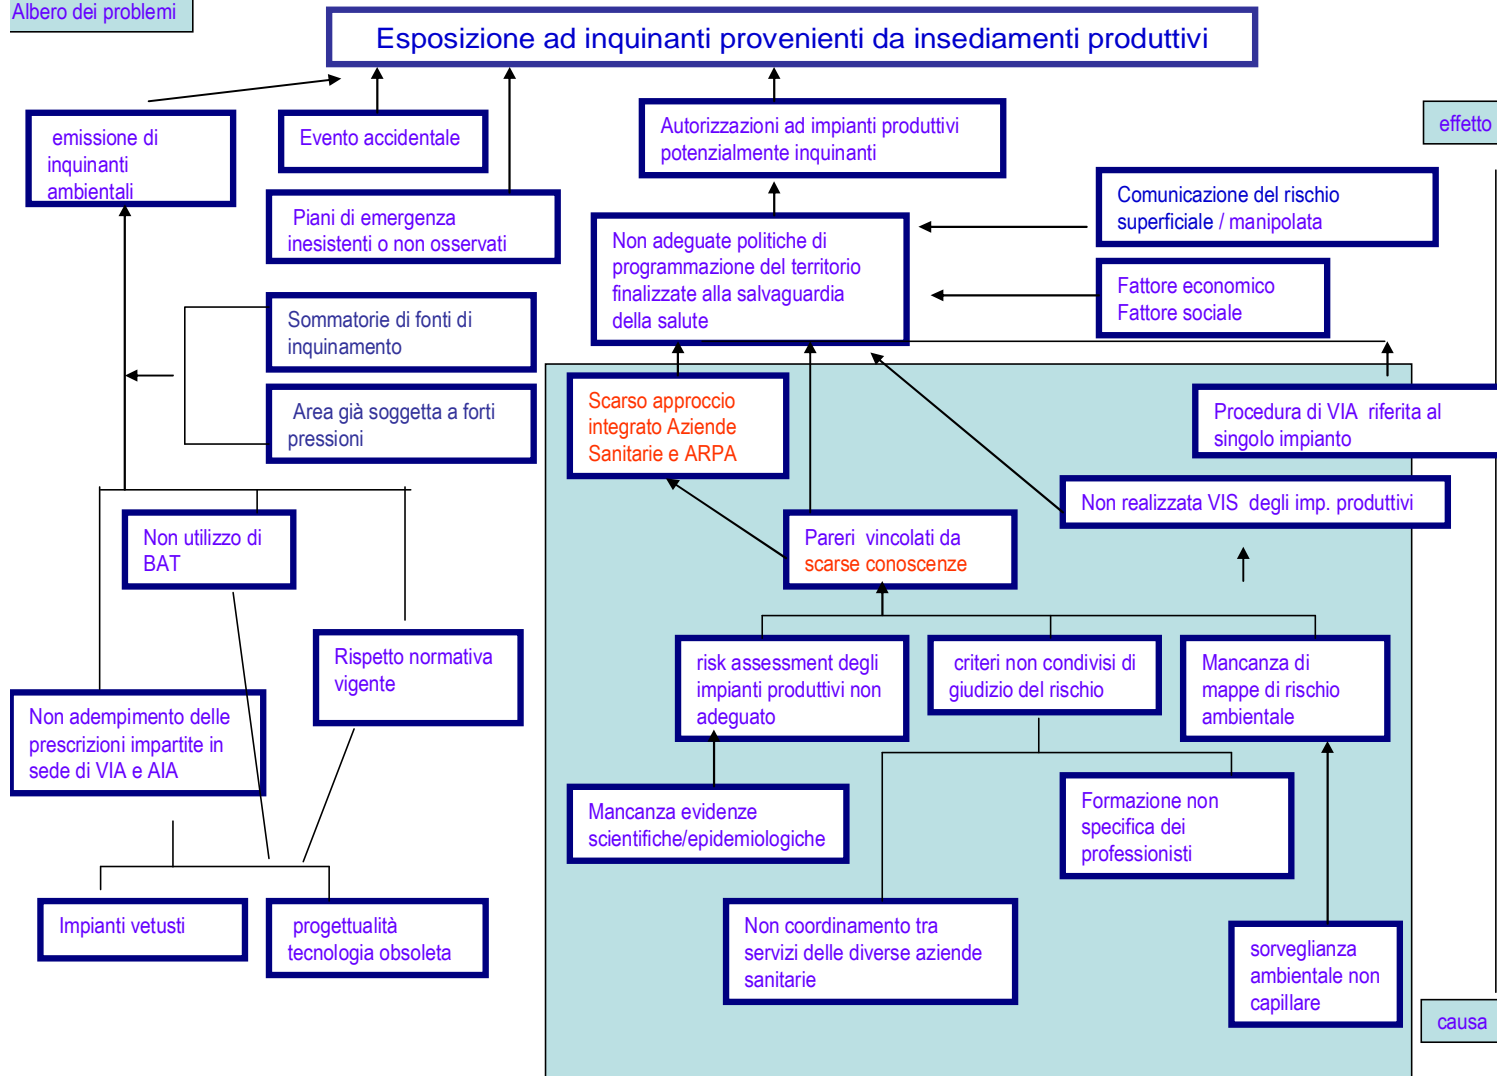 Albero dei problemi
Esposizione ad inquinanti provenienti da insediamenti produttivi
emissione di
inquinanti
ambientali
Evento accidentale
Autorizzazioni ad impianti produttivi
potenzialmente inquinanti
effetto
Piani di emergenza
inesistenti o non osservati
Comunicazione del rischio
superficiale / manipolata
Non adeguate politiche di
programmazione del territorio
finalizzate alla salvaguardia
della salute
Fattore economico
Fattore sociale
Sommatorie di fonti di
inquinamento
Area già soggetta a forti
pressioni
Scarso approccio
integrato Aziende
Sanitarie e ARPA
Procedura di VIA riferita al
singolo impianto
Non realizzata VIS degli imp. produttivi
Non utilizzo di
BAT
Pareri vincolati da
scarse conoscenze
Rispetto normativa
vigente
risk assessment degli
impianti produttivi non
adeguato
criteri non condivisi di
giudizio del rischio
Mancanza di
mappe di rischio
ambientale
Non adempimento delle
prescrizioni impartite in
sede di VIA e AIA
Mancanza evidenze
scientifiche/epidemiologiche
Formazione non
specifica dei
professionisti
Impianti vetusti
progettualità
tecnologia obsoleta
Non coordinamento tra
servizi delle diverse aziende
sanitarie
sorveglianza
ambientale non
capillare
causa